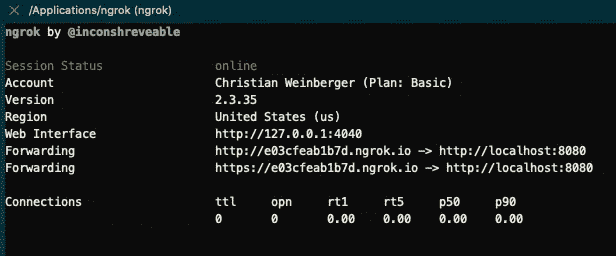 /Applications/ngrok (ngrok)
ngrok by @inconshreveable
Session Status online
Account Christian Weinberger (Plan: Basic)
Version 2.3.35
Region United States (us)
Web Interface http://127.0.0.1:4040
Forwarding http://e03cfeab1b7d.ngrok.io -> http://localhost:8080
Forwarding https://e03cfeab1b7d.ngrok.io -> http://localhost:8080
Connections ttl opn rt1 rt5 p50 p90
0 0 0.00 0.00 0.00 0.00